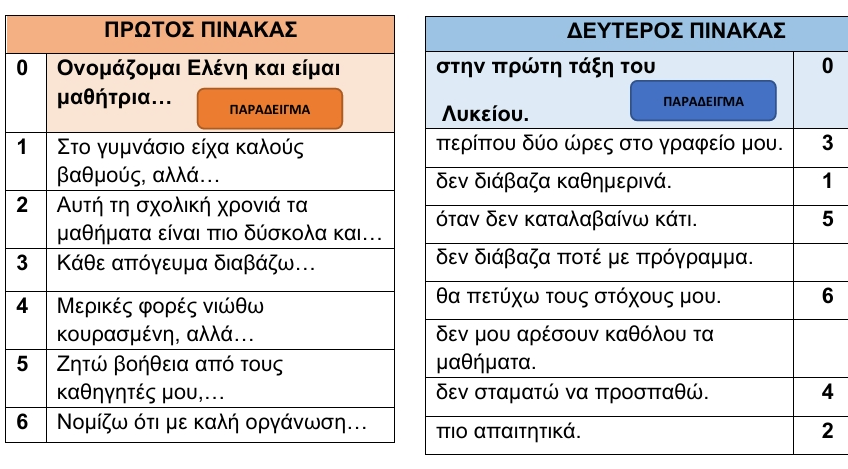 ΠΡΩΤΟΣ ΠΙΝΑΚΑΣ
0 Ονομάζομαι Ελένη και είμαι
μαθήτρια…
ΠΑΡΑΔΕΙΓΜΑ
1 Στο γυμνάσιο είχα καλούς
βαθμούς, αλλά…
2 Αυτή τη σχολική χρονιά τα
μαθήματα είναι πιο δύσκολα και…
3 Κάθε απόγευμα διαβάζω…
4 Μερικές φορές νιώθω
κουρασμένη, αλλά…
5 Ζητώ βοήθεια από τους
καθηγητές μου,…
6 Νομίζω ότι με καλή οργάνωση…
ΔΕΥΤΕΡΟΣ ΠΙΝΑΚΑΣ
στην πρώτη τάξη του 0
ΠΑΡΑΔΕΙΓΜΑ
Λυκείου.
περίπου δύο ώρες στο γραφείο μου. 3
δεν διάβαζα καθημερινά. 1
όταν δεν καταλαβαίνω κάτι. 5
δεν διάβαζα ποτέ με πρόγραμμα.
θα πετύχω τους στόχους μου. 6
δεν μου αρέσουν καθόλου τα
μαθήματα.
δεν σταματώ να προσπαθώ. 4
πιο απαιτητικά. 2